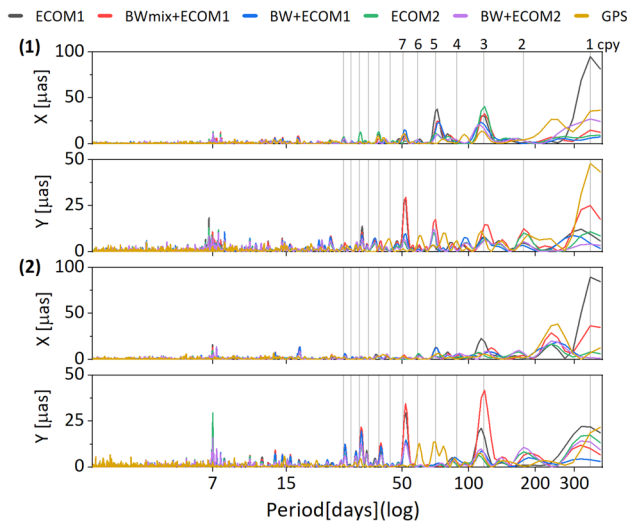 ECOM1 BWmix+ECOM1 BW+ECOM1 ECOM2 BW+ECOM2 GPS
(1) 7 6 5 4 3 2 1 cpy
X [µas] 100 50 0
Y [µas] 50 25 0
(2)
X [µas] 100 50 0
Y [µas] 50 25 0
7 15 50 100 200 300
Period[days](log)